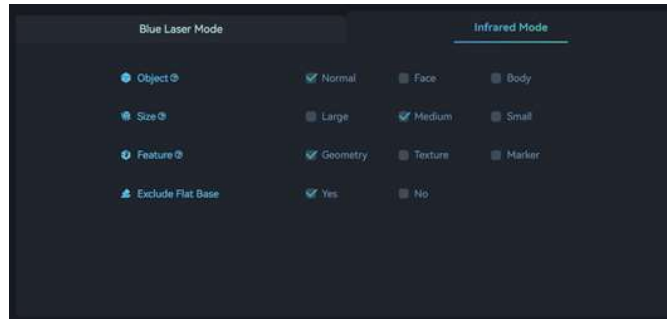 Blue Laser Mode Infrared Mode
Object Normal Face Body
Size Large Medium Small
Feature Geometry Texture Marker
Exclude Flat Base Yes No